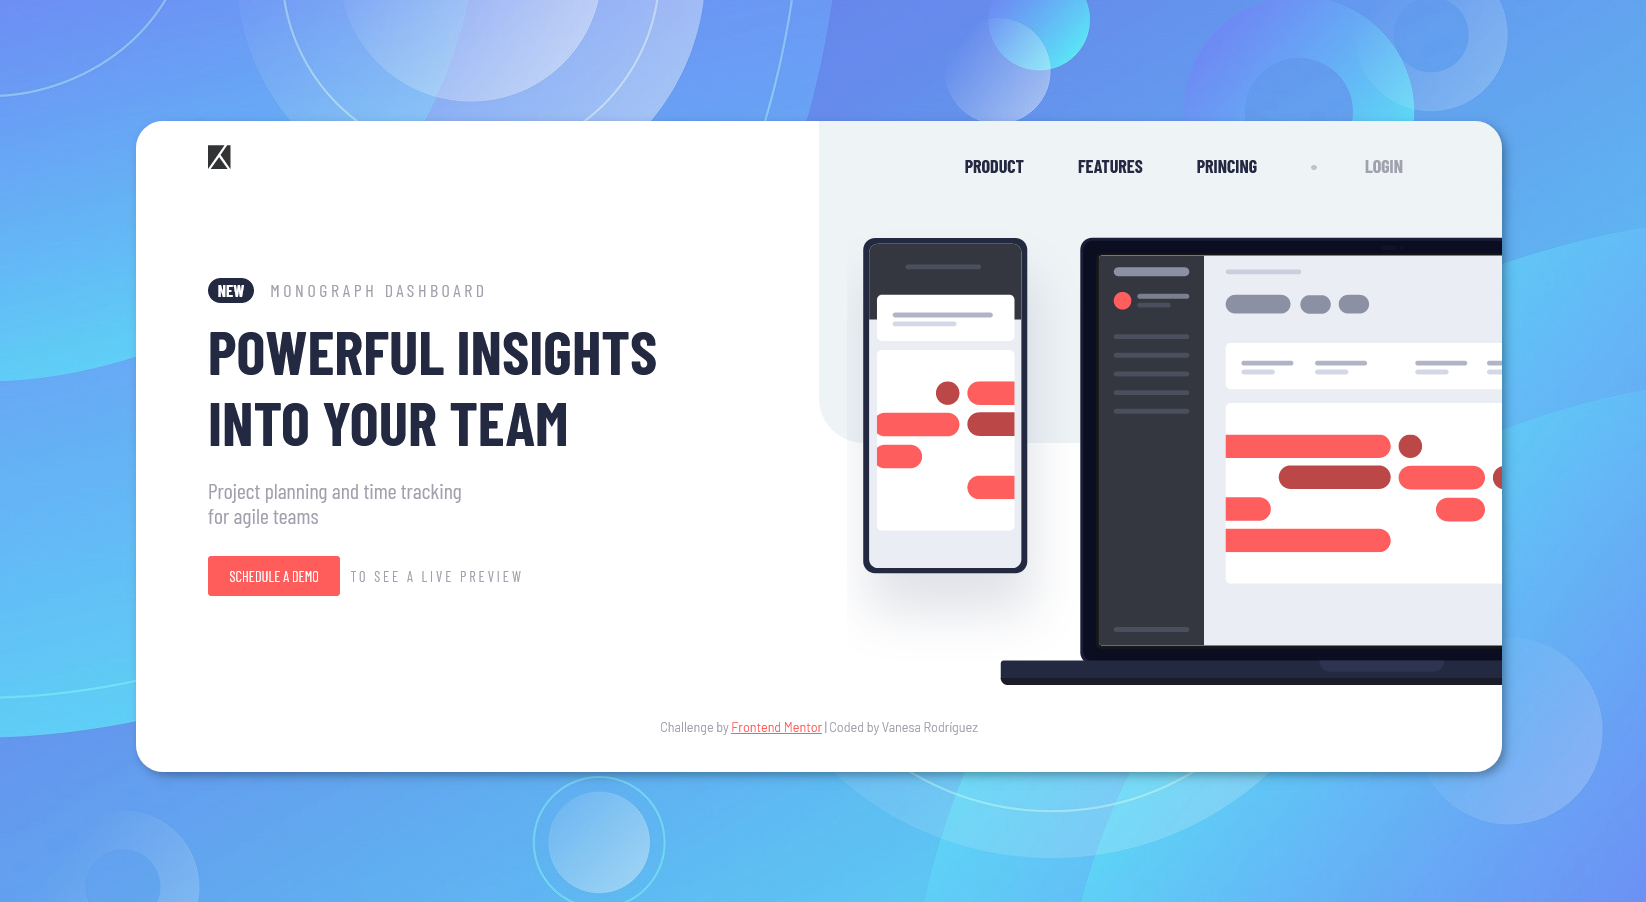 PRODUCT FEATURES PRINCING • LOGIN
NEW MONOGRAPH DASHBOARD
POWERFUL INSIGHTS
INTO YOUR TEAM
Project planning and time tracking
for agile teams
SCHEDULE A DEMO TO SEE A LIVE PREVIEW
Challenge by Frontend Mentor | Coded by Vanesa Rodríguez